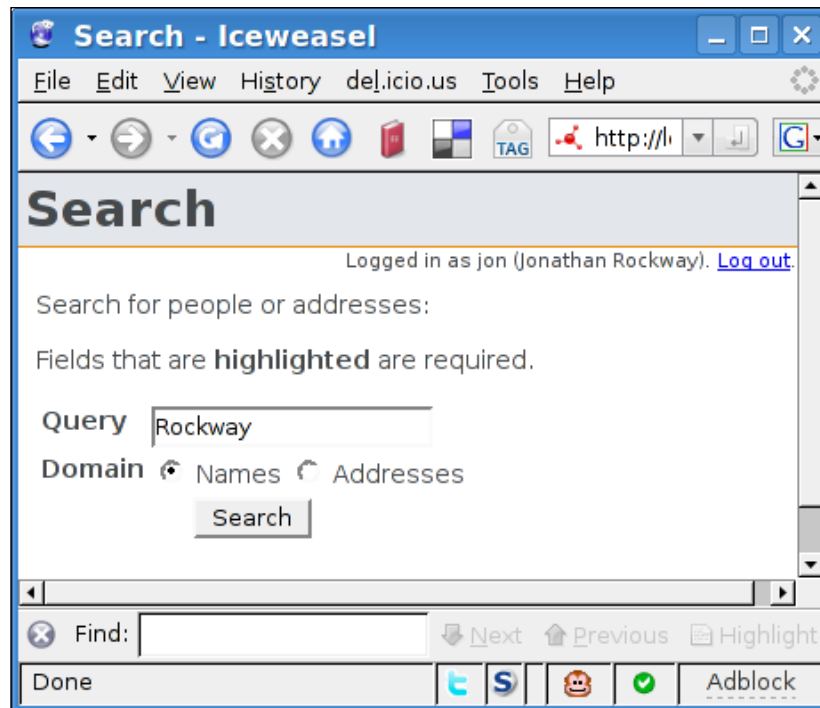 Search - Iceweasel
File Edit View History del.icio.us Tools Help
TAG http://l G
Search
Logged in as jon (Jonathan Rockway). Log out.
Search for people or addresses:
Fields that are highlighted are required.
Query Rockway
Domain Names Addresses
Search
Find: Next Previous Highlight
Done t S Adblock